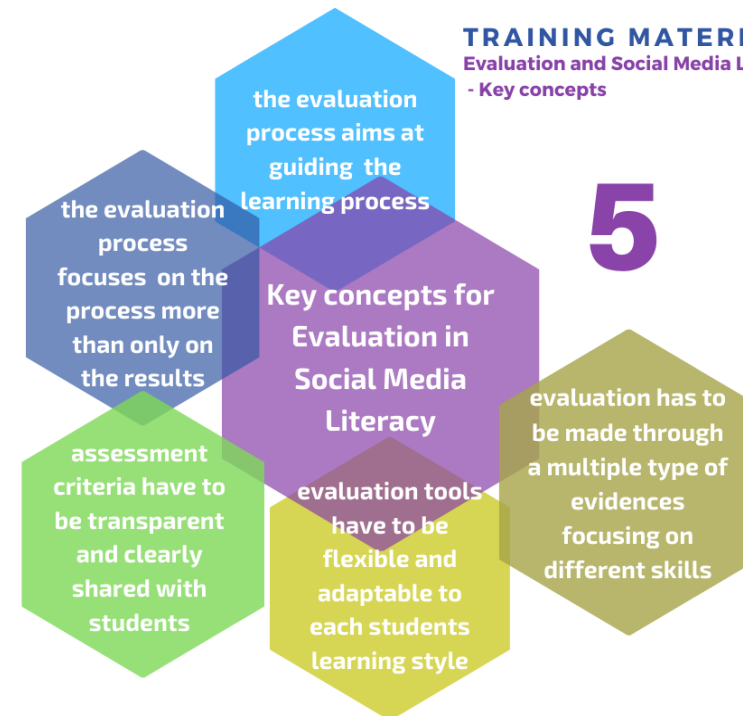 TRAINING MATERI
Evaluation and Social Media L
- Key concepts
5
the evaluation
process aims at
guiding the
learning process
the evaluation
process
focuses on the
process more
than only on
the results
Key concepts for
Evaluation in
Social Media
Literacy
evaluation has to
be made through
a multiple type of
evidences
focusing on
different skills
assessment
criteria have to
be transparent
and clearly
shared with
students
evaluation tools
have to be
flexible and
adaptable to
each students
learning style